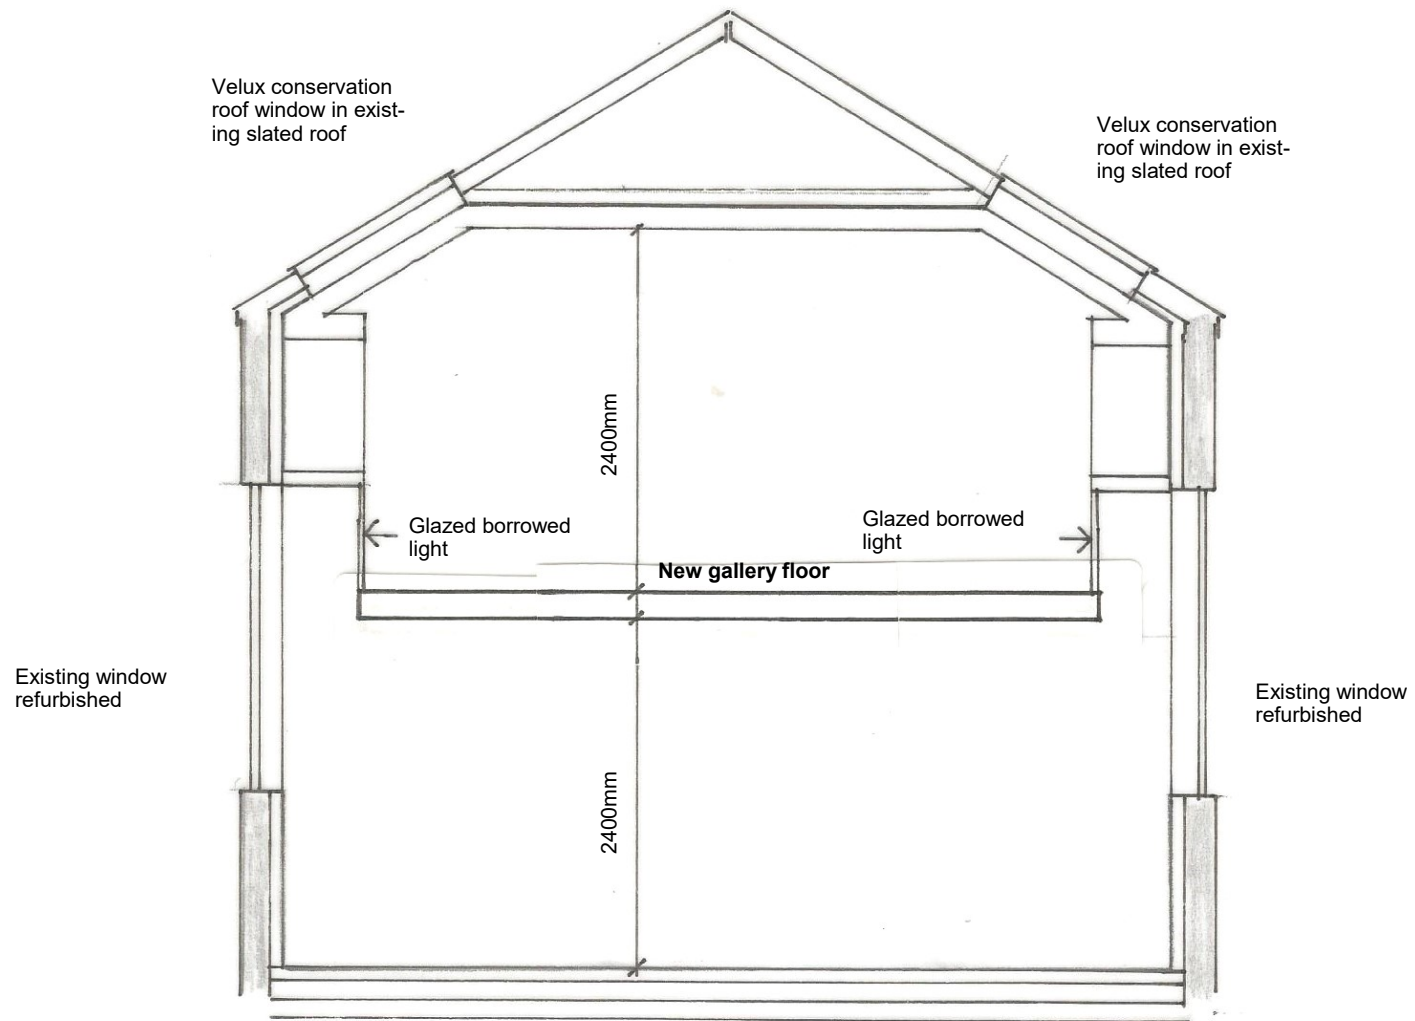 Velux conservation
roof window in exist-
ing slated roof
Velux conservation
roof window in exist-
ing slated roof
2400mm
Glazed borrowed
light
Glazed borrowed
light
New gallery floor
Existing window
refurbished
Existing window
refurbished
2400mm